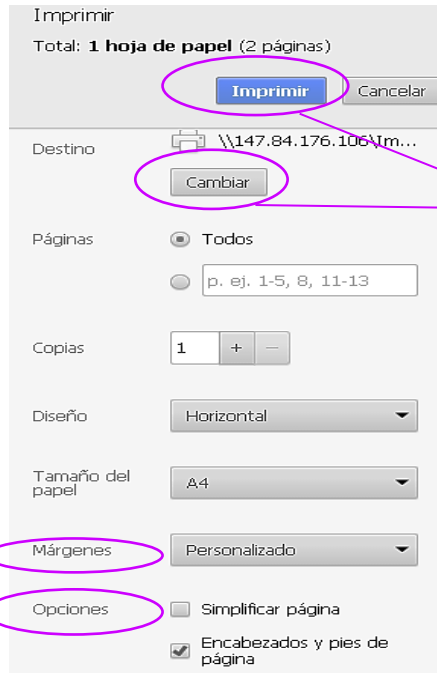 Imprimir
Total: 1 hoja de papel (2 páginas)
Imprimir Cancelar
Destino \\147.84.176.106\Im...
Cambiar
Páginas Todos
p. ej. 1-5, 8, 11-13
Copias 1 + −
Diseño Horizontal
Tamaño del
papel A4
Márgenes Personalizado
Opciones Simplificar página
Encabezados y pies de
página